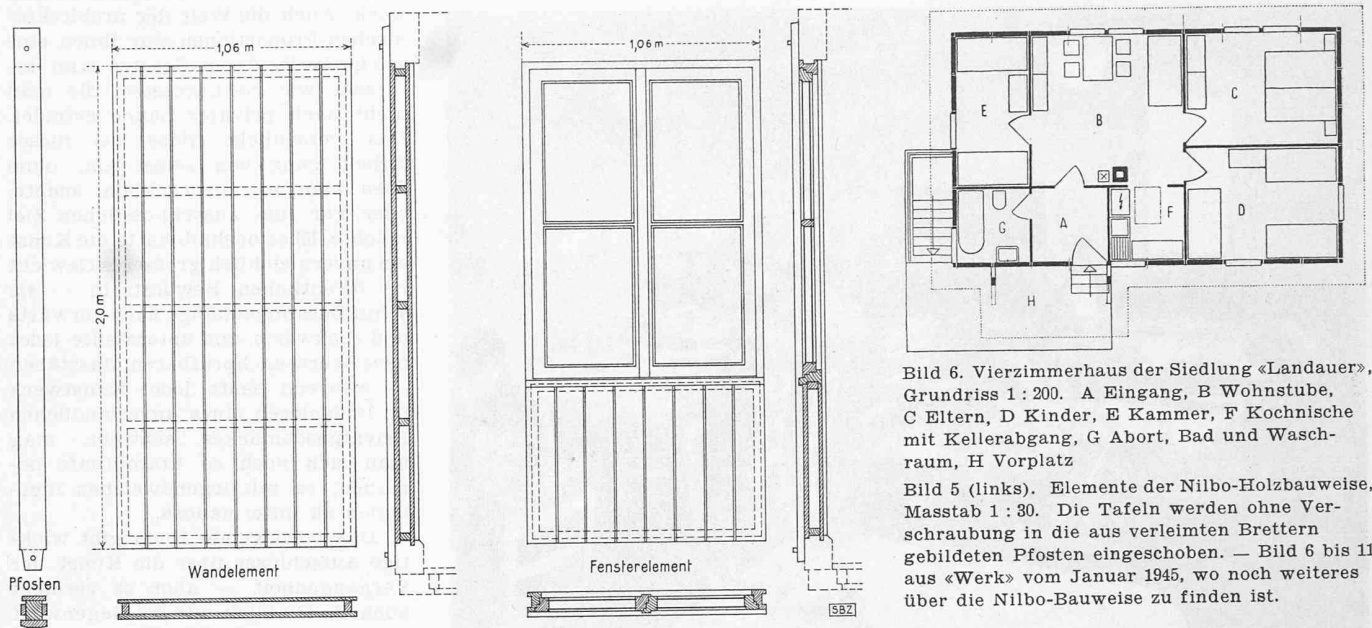 1,06 m
2,0 m
Pfosten
Wandelement
1,06 m
Fensterelement
SBZ
E
B
C
G
A
F
D
H
Bild 6. Vierzimmerhaus der Siedlung «Landauer»,
Grundriss 1 : 200. A Eingang, B Wohnstube,
C Eltern, D Kinder, E Kammer, F Kochnische
mit Kellerabgang, G Abort, Bad und Wasch-
raum, H Vorplatz
Bild 5 (links). Elemente der Nilbo-Holzbauweise,
Masstab 1 : 30. Die Tafeln werden ohne Ver-
schraubung in die aus verleimten Brettern
gebildeten Pfosten eingeschoben. — Bild 6 bis 11
aus «Werk» vom Januar 1945, wo noch weiteres
über die Nilbo-Bauweise zu finden ist.